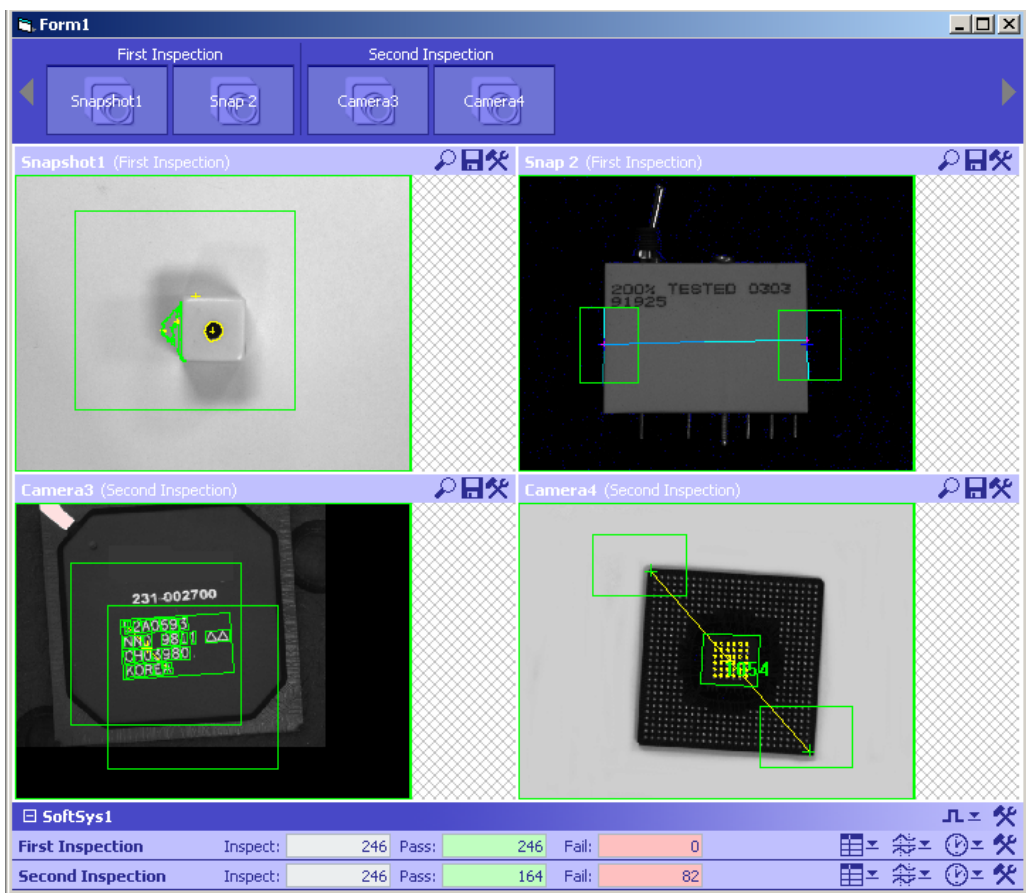 Form1
First Inspection
Second Inspection
Snapshot1
Snap 2
Camera3
Camera4
Snapshot1 (First Inspection)
Snap 2 (First Inspection)
200% TESTED 0303
91925
Camera3 (Second Inspection)
Camera4 (Second Inspection)
231-002700
KOREA
SoftSys1
First Inspection Inspect: 246 Pass: 246 Fail: 0
Second Inspection Inspect: 246 Pass: 164 Fail: 82